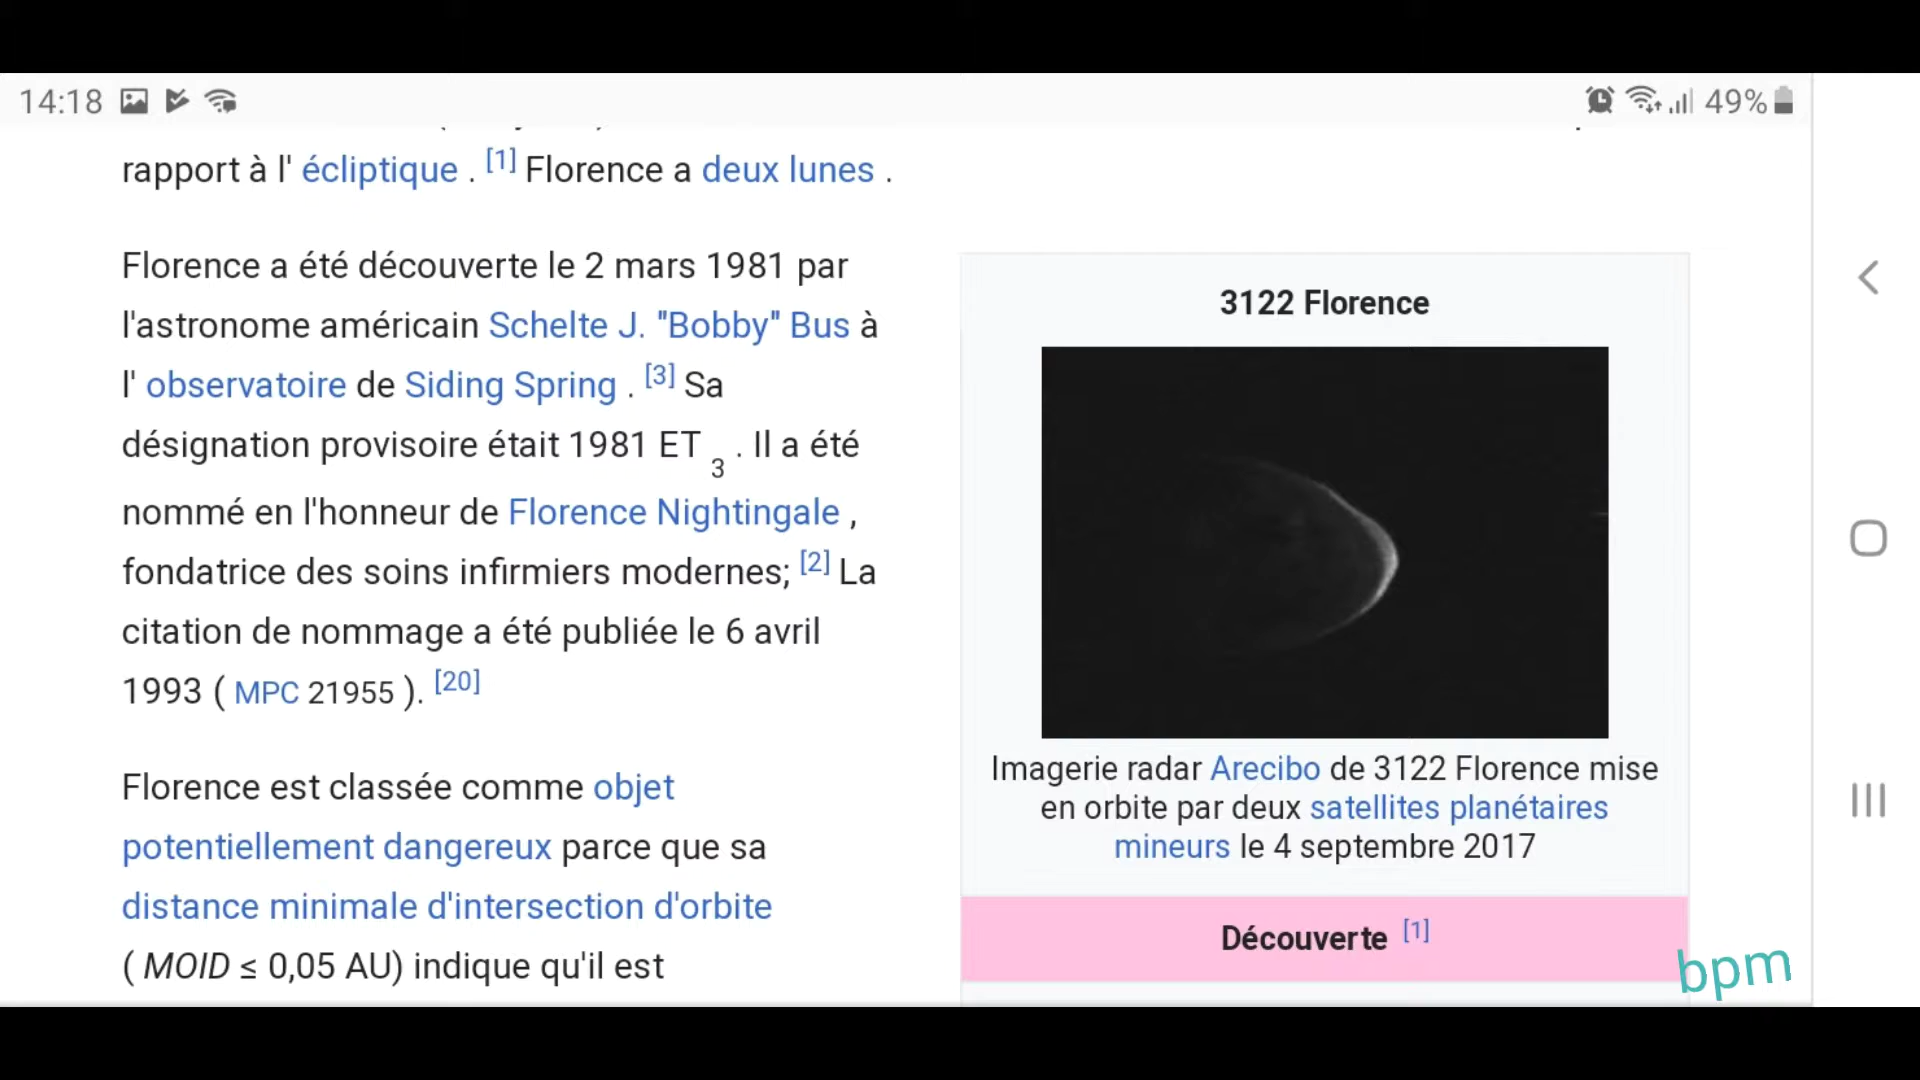 14:18
49%
rapport à l' écliptique . [1] Florence a deux lunes .
Florence a été découverte le 2 mars 1981 par
l'astronome américain Schelte J. "Bobby" Bus à
l' observatoire de Siding Spring . [3] Sa
désignation provisoire était 1981 ET 3 . Il a été
nommé en l'honneur de Florence Nightingale ,
fondatrice des soins infirmiers modernes; [2] La
citation de nommage a été publiée le 6 avril
1993 ( MPC 21955 ). [20]
Florence est classée comme objet
potentiellement dangereux parce que sa
distance minimale d'intersection d'orbite
( MOID ≤ 0,05 AU) indique qu'il est
3122 Florence
Imagerie radar Arecibo de 3122 Florence mise
en orbite par deux satellites planétaires
mineurs le 4 septembre 2017
Découverte [1]
bpm